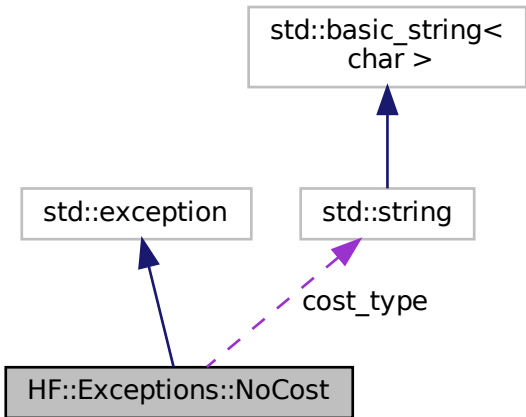 std::basic_string<
char >
std::exception
std::string
cost_type
HF::Exceptions::NoCost